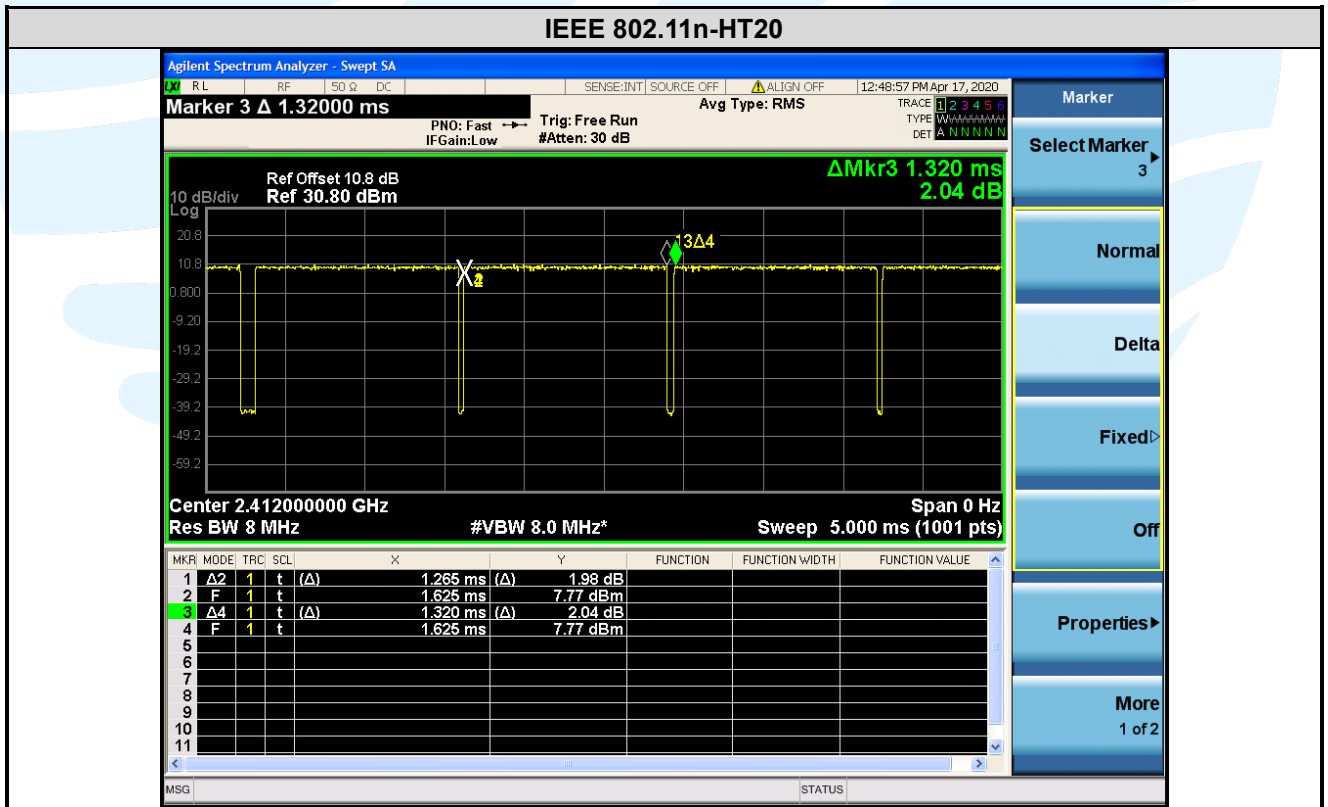 IEEE 802.11n-HT20
Agilent Spectrum Analyzer - Swept SA
LXI RL RF 50 Ω DC SENSE:INT SOURCE OFF ALIGN OFF 12:48:57 PM Apr 17, 2020
Marker 3 Δ 1.32000 ms
PNO: Fast
IFGain:Low
Trig: Free Run
#Atten: 30 dB
Avg Type: RMS
TRACE 1 2 3 4 5 6
TYPE WWWWWW
DET A N N N N N
ΔMkr3 1.320 ms
2.04 dB
Ref Offset 10.8 dB
10 dB/div Ref 30.80 dBm
Log
20.8
10.8
0.800
-9.20
-19.2
-29.2
-39.2
-49.2
-59.2
13Δ4
Center 2.412000000 GHz Span 0 Hz
Res BW 8 MHz #VBW 8.0 MHz* Sweep 5.000 ms (1001 pts)
MKR MODE TRC SCL X Y FUNCTION FUNCTION WIDTH FUNCTION VALUE
1 Δ2 1 t (Δ) 1.265 ms (Δ) 1.98 dB
2 F 1 t 1.625 ms 7.77 dBm
3 Δ4 1 t (Δ) 1.320 ms (Δ) 2.04 dB
4 F 1 t 1.625 ms 7.77 dBm
5
6
7
8
9
10
11
MSG STATUS
Marker
Select Marker
3
Normal
Delta
Fixed
Off
Properties
More
1 of 2